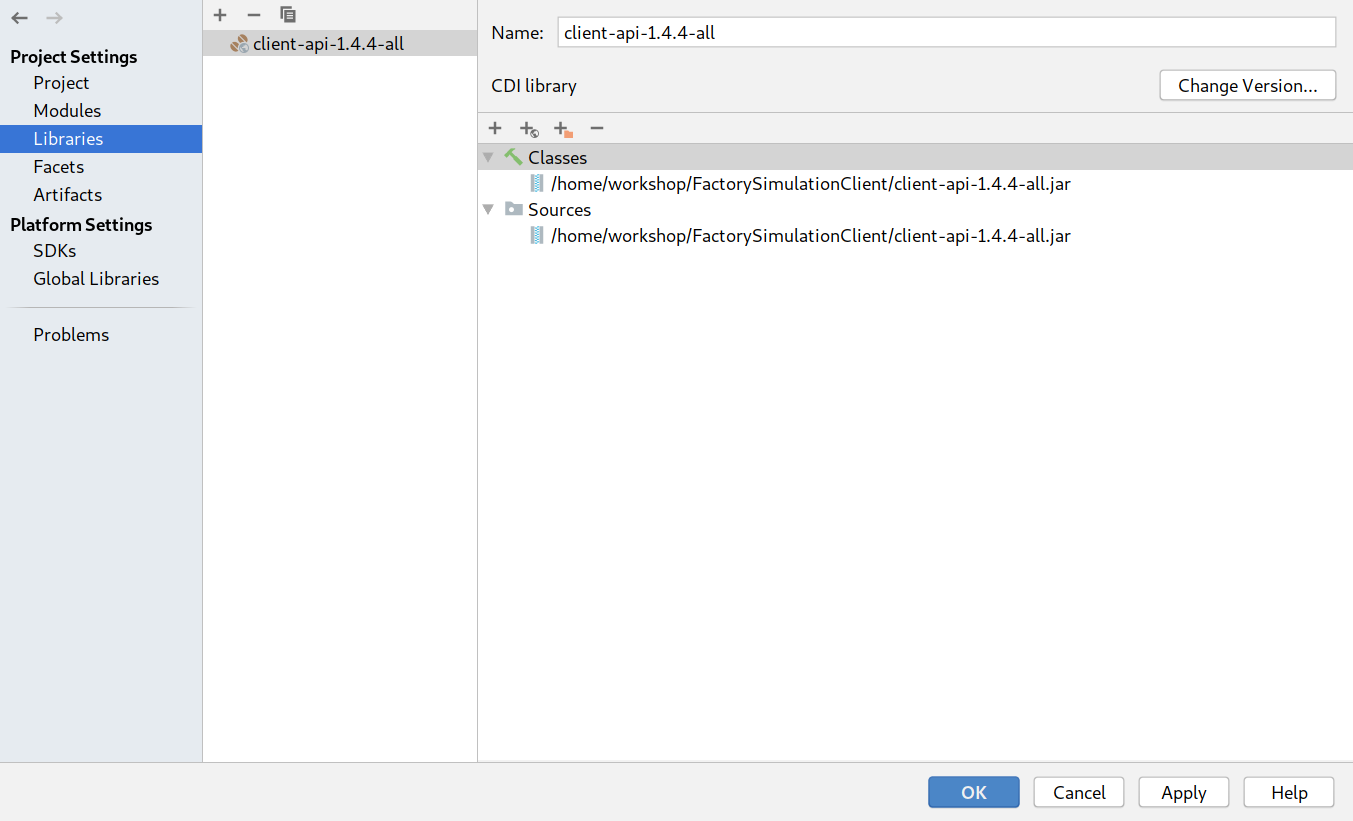 Project Settings
Project
Modules
Libraries
Facets
Artifacts
Platform Settings
SDKs
Global Libraries
Problems
client-api-1.4.4-all
Name: client-api-1.4.4-all
CDI library Change Version...
Classes
/home/workshop/FactorySimulationClient/client-api-1.4.4-all.jar
Sources
/home/workshop/FactorySimulationClient/client-api-1.4.4-all.jar
OK Cancel Apply Help